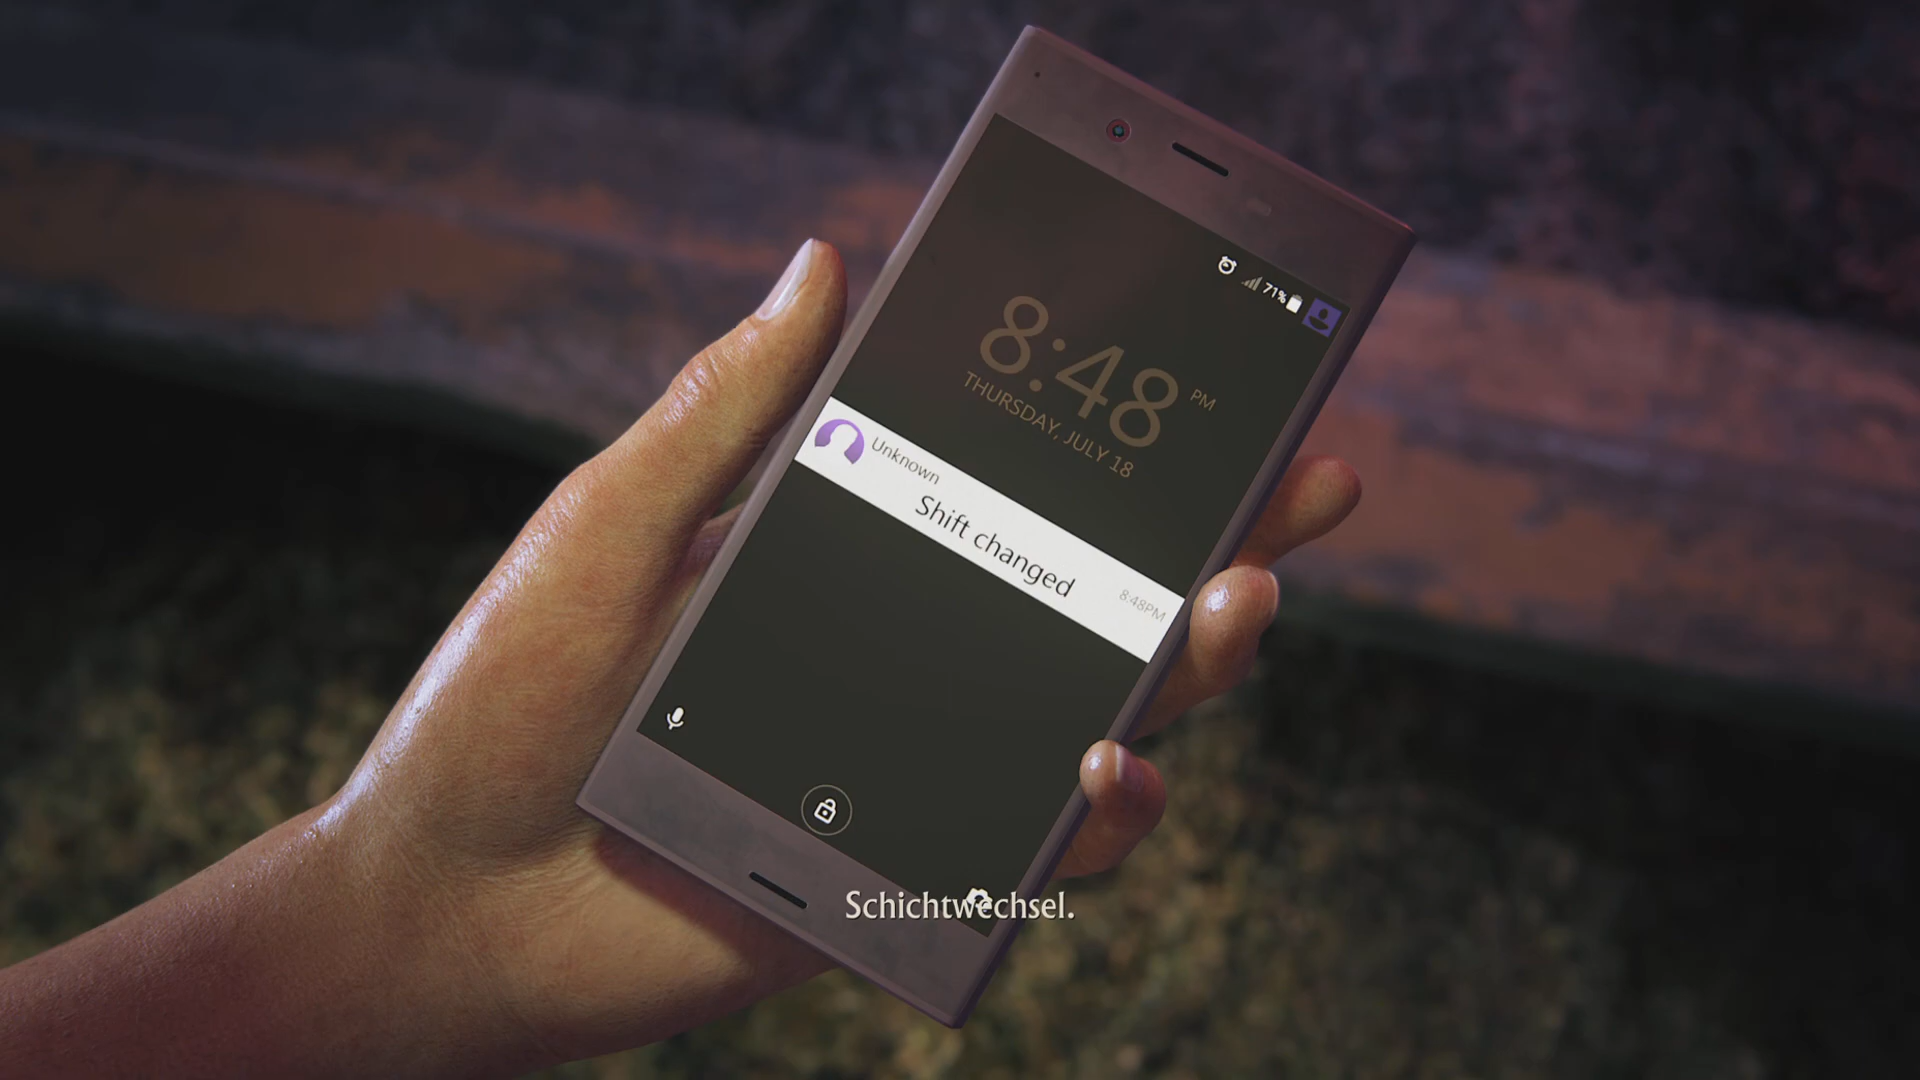 71%
8:48 PM
THURSDAY, JULY 18
Unknown
Shift changed
8:48PM
Schichtwechsel.